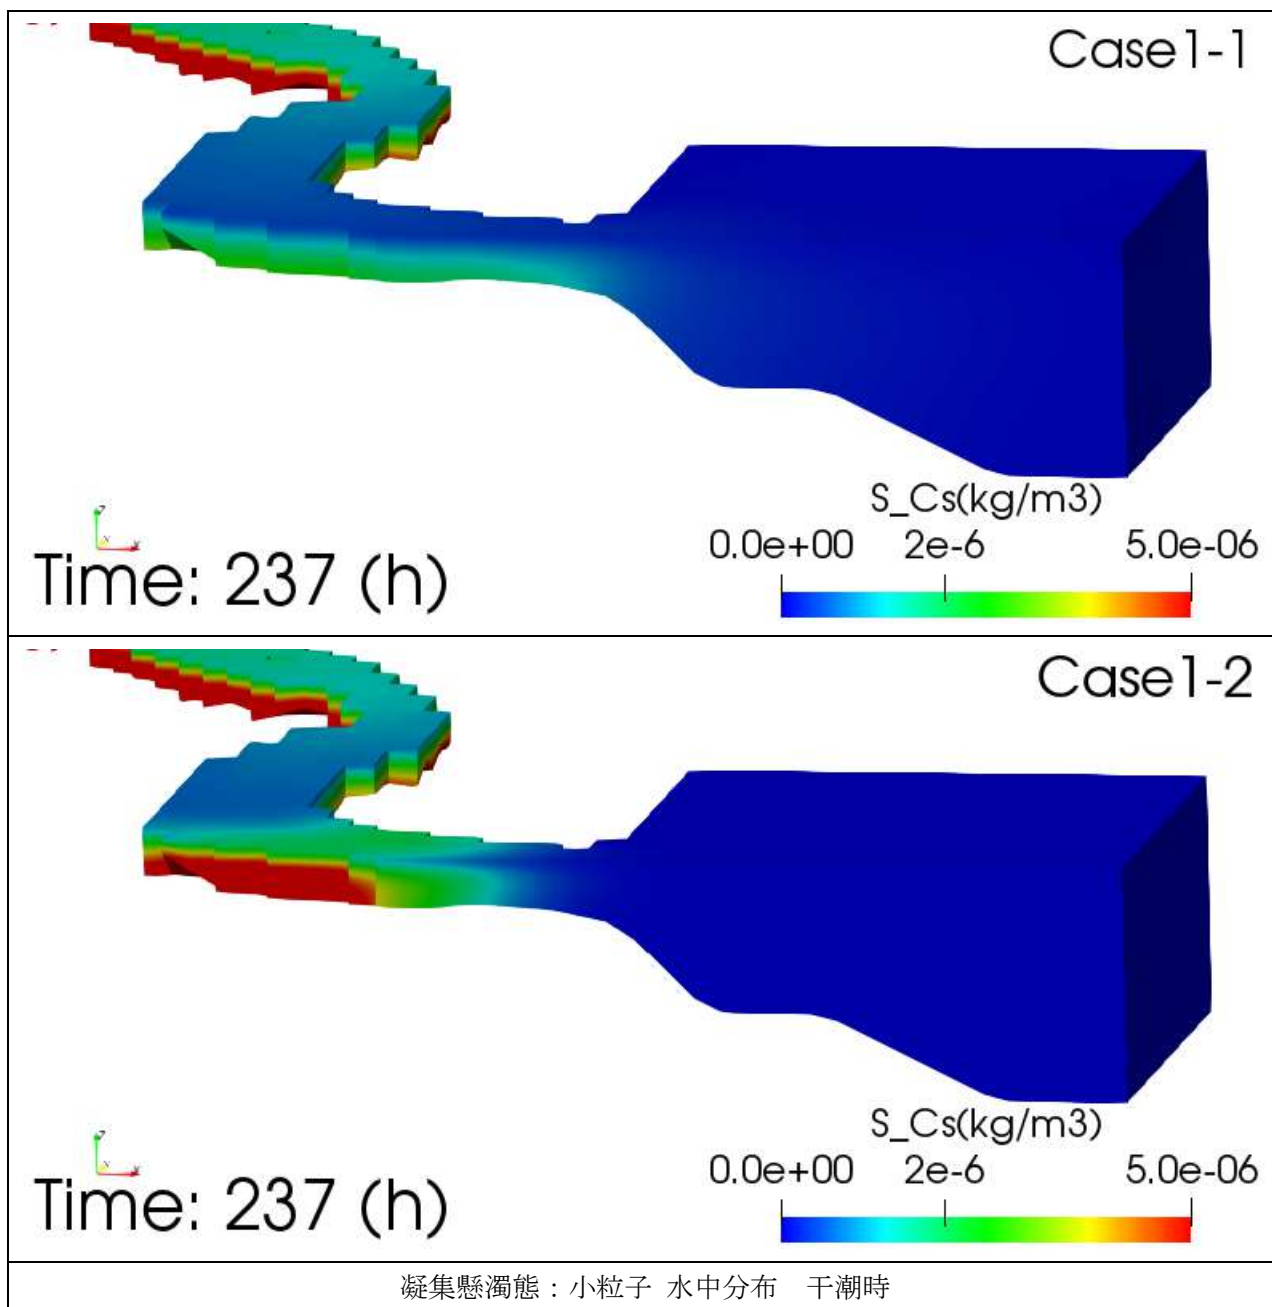 Case1-1
S_Cs(kg/m3)
0.0e+00 2e-6 5.0e-06
Time: 237 (h)
Case1-2
S_Cs(kg/m3)
0.0e+00 2e-6 5.0e-06
Time: 237 (h)
凝集懸濁態：小粒子 水中分布　干潮時